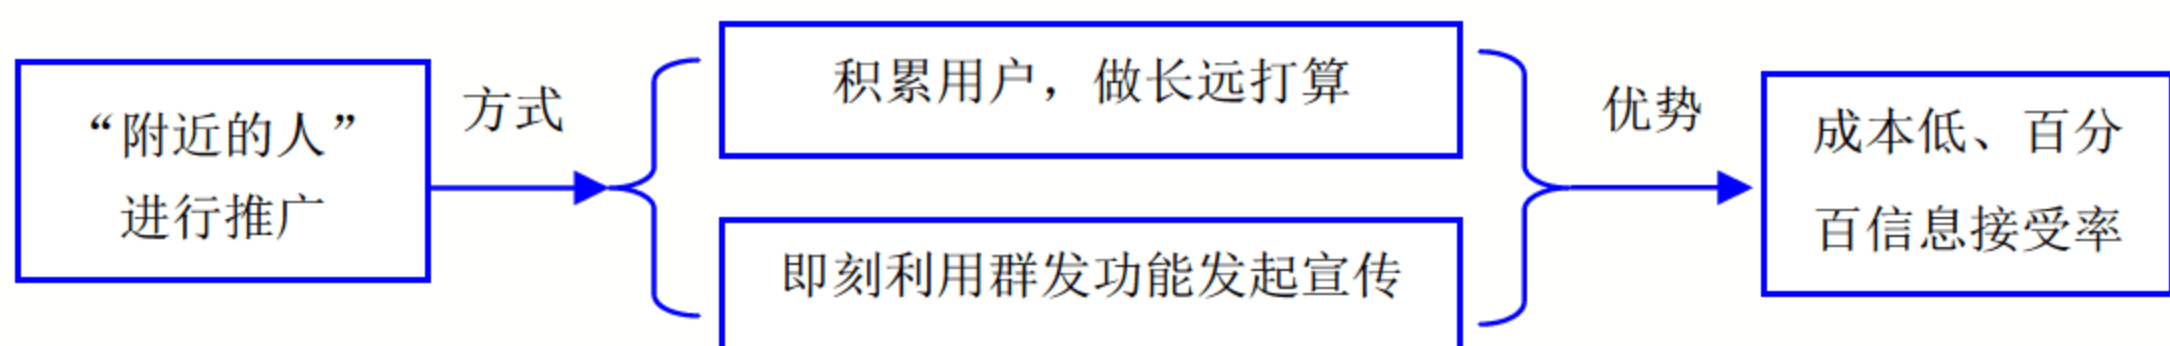 “附近的人”
进行推广
方式
积累用户，做长远打算
即刻利用群发功能发起宣传
优势
成本低、百分
百信息接受率